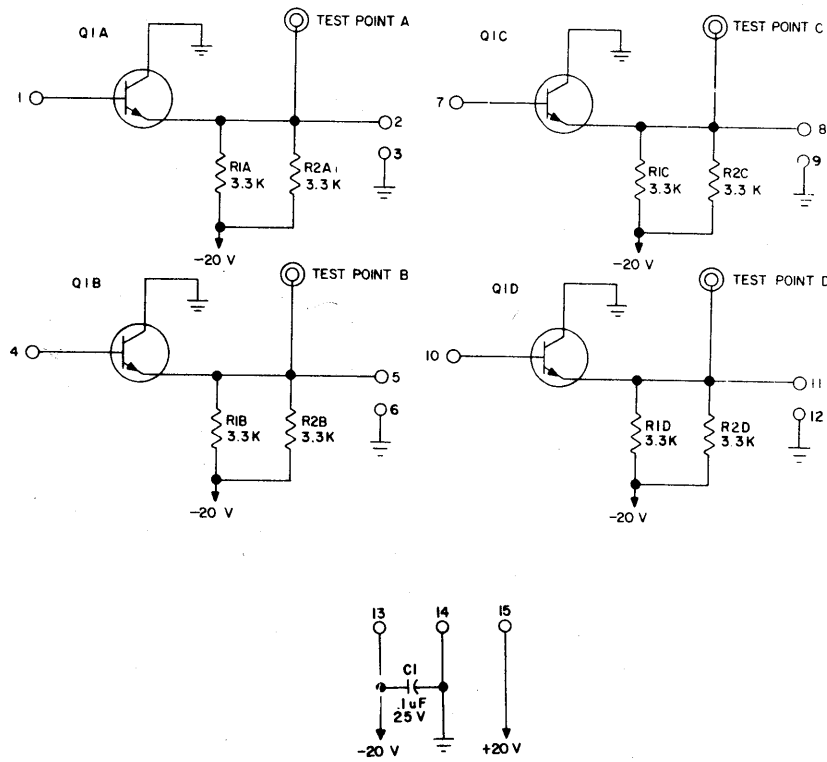 Q1A
TEST POINT A
1
2
3
R1A
3.3 K
R2A
3.3 K
-20 V
Q1C
TEST POINT C
7
8
9
R1C
3.3K
R2C
3.3 K
-20 V
Q1B
TEST POINT B
4
5
6
R1B
3.3K
R2B
3.3K
-20 V
Q1D
TEST POINT D
10
11
12
R1D
3.3K
R2D
3.3K
-20 V
13
14
15
C1
.1uF
25V
-20 V
+20V